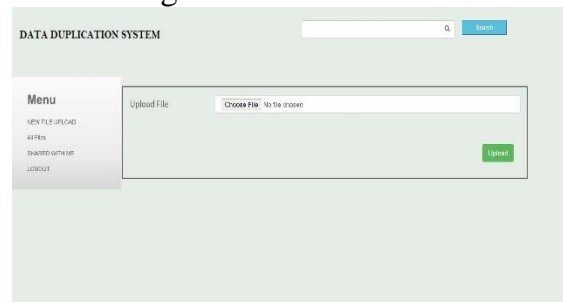 DATA DUPLICATION SYSTEM
Search
Menu
NEW FILE UPLOAD
All Files
SHARED WITH ME
LOGOUT
Upload File
Choose File No file chosen
Upload